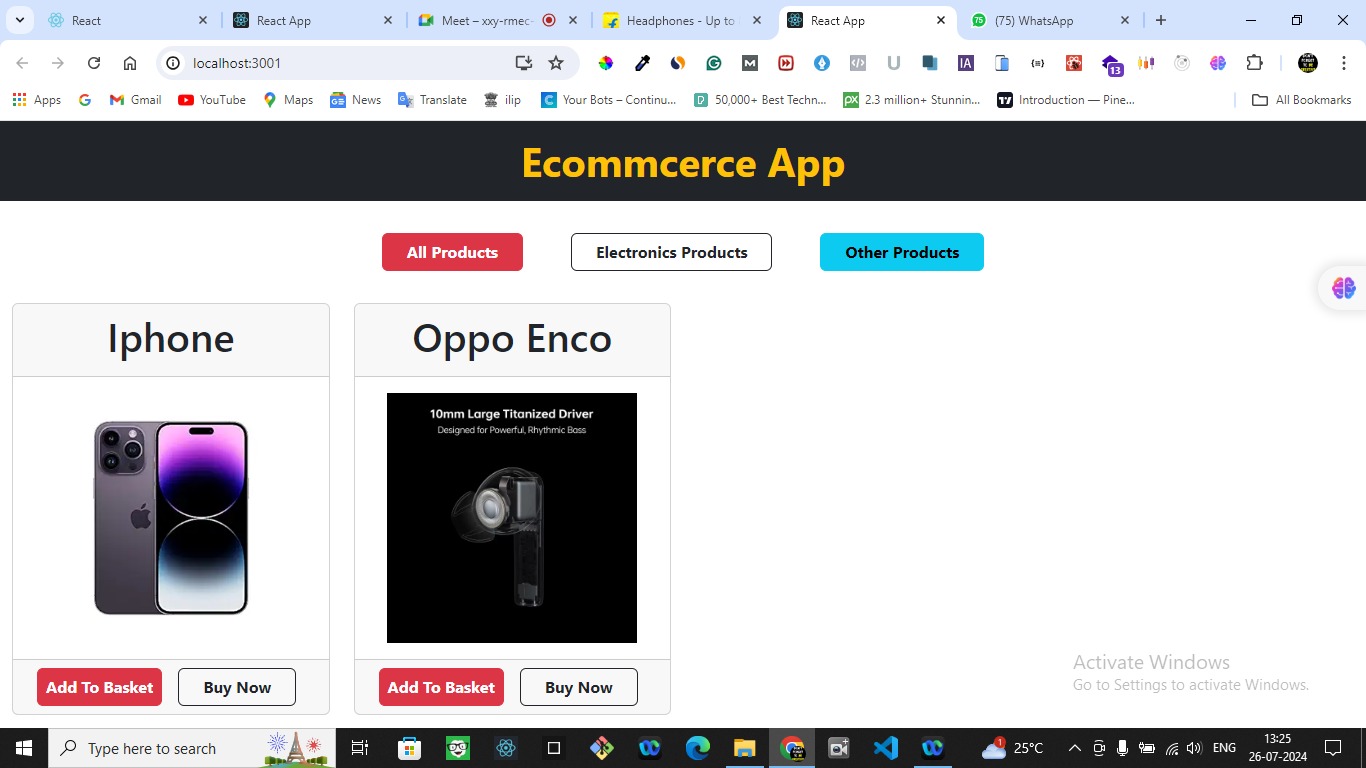 React
React App
Meet – xxy-rmec-
Headphones - Up to
React App
75
(75) WhatsApp
localhost:3001
M
IA
13
Apps
Gmail
YouTube
Maps
News
Translate
ilip
Your Bots – Continu...
50,000+ Best Techn...
2.3 million+ Stunnin...
Introduction — Pine...
All Bookmarks
Ecommcerce App
All Products
Electronics Products
Other Products
Iphone
Oppo Enco
10mm Large Titanized Driver
Designed for Powerful, Rhythmic Bass
Add To Basket
Buy Now
Add To Basket
Buy Now
Activate Windows
Go to Settings to activate Windows.
Type here to search
1
25°C
ENG
13:25
26-07-2024